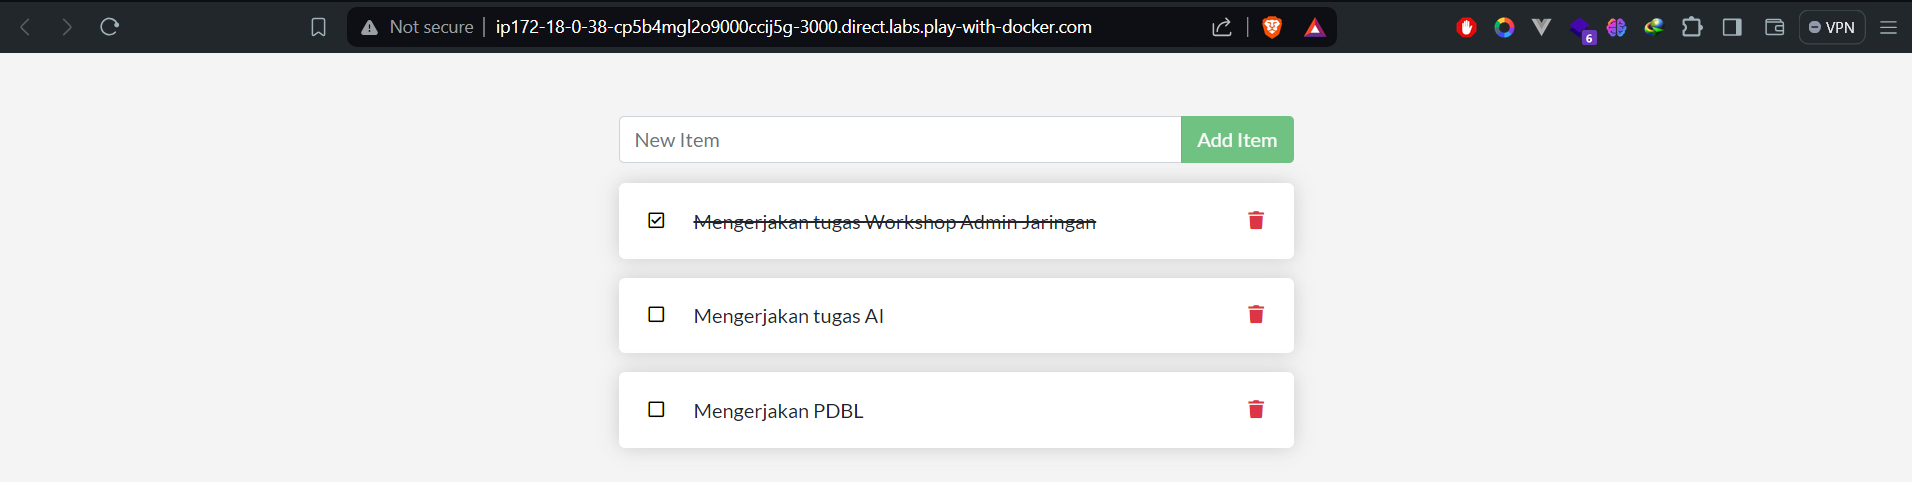 Not secure
ip172-18-0-38-cp5b4mgl2o9000ccij5g-3000.direct.labs.play-with-docker.com
6
VPN
New Item
Add Item
Mengerjakan tugas Workshop Admin Jaringan
Mengerjakan tugas AI
Mengerjakan PDBL